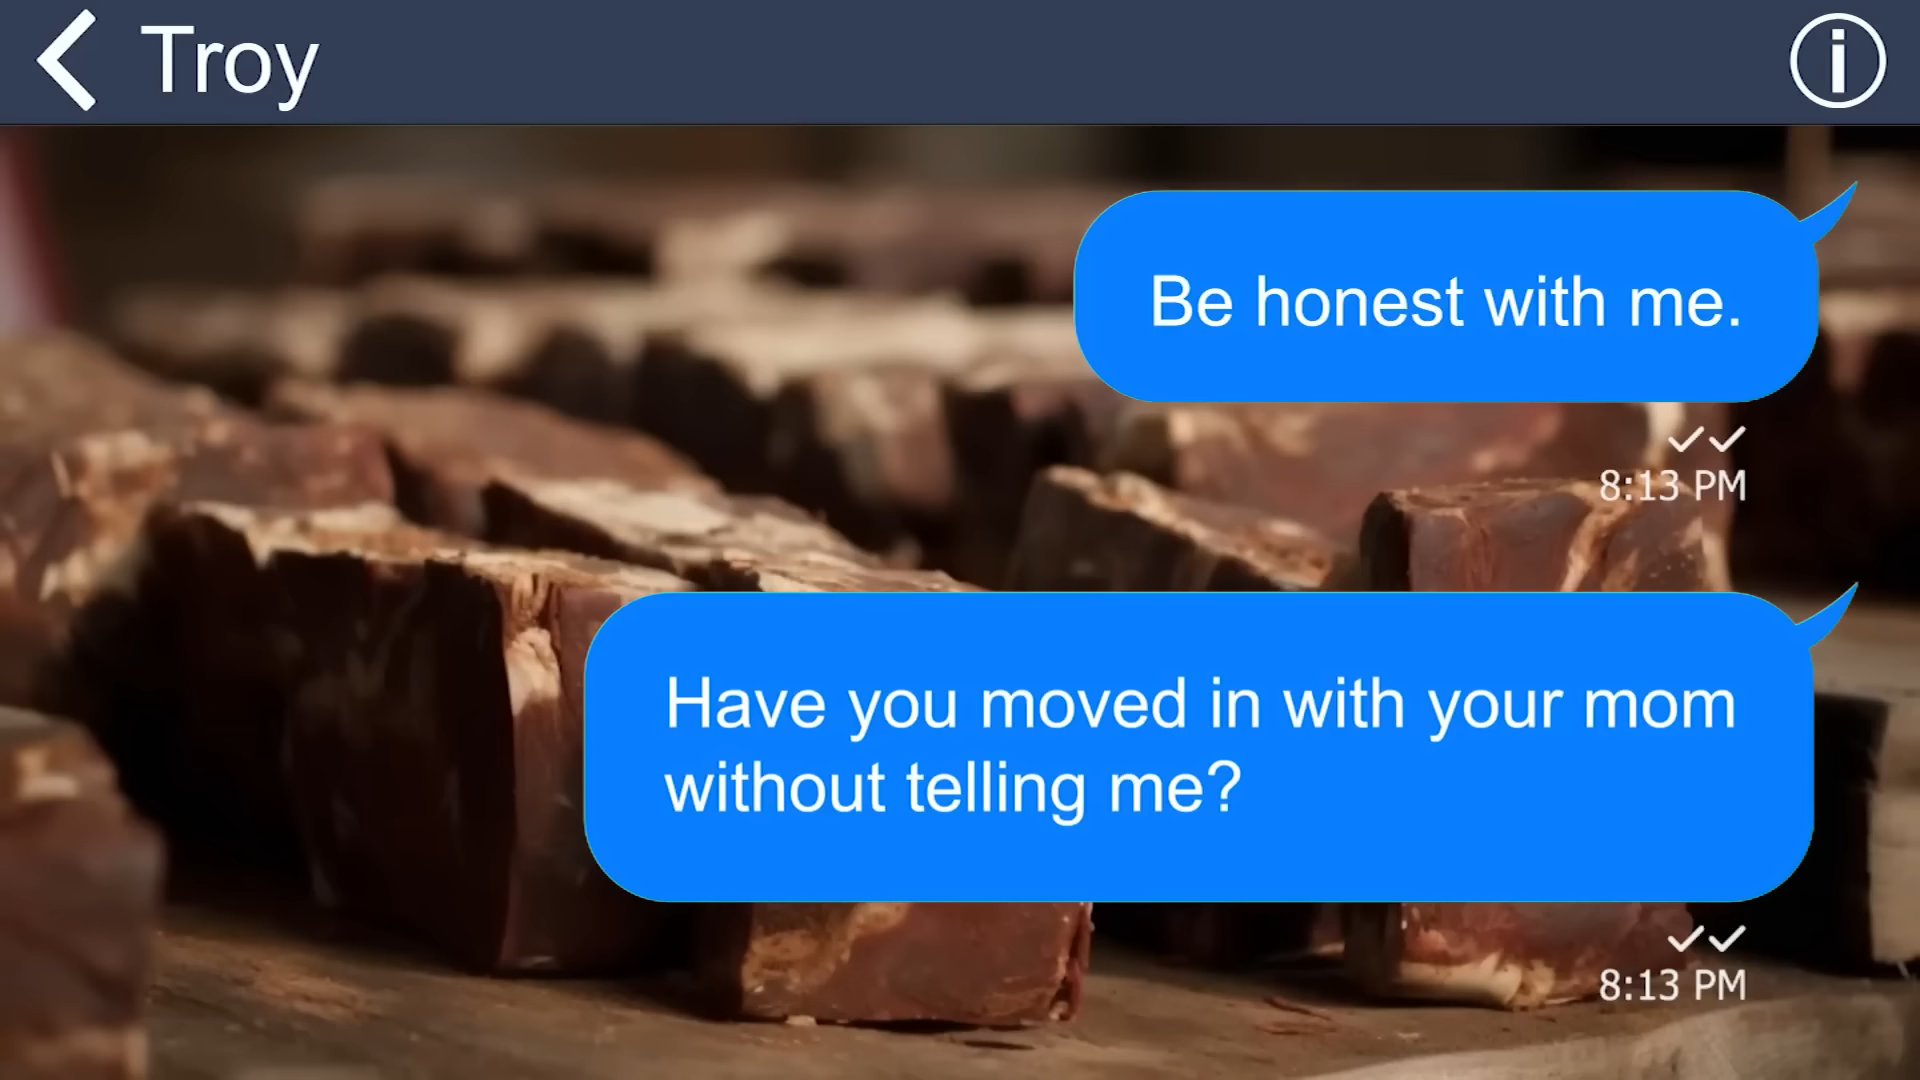 Troy
Be honest with me.
8:13 PM
Have you moved in with your mom
without telling me?
8:13 PM